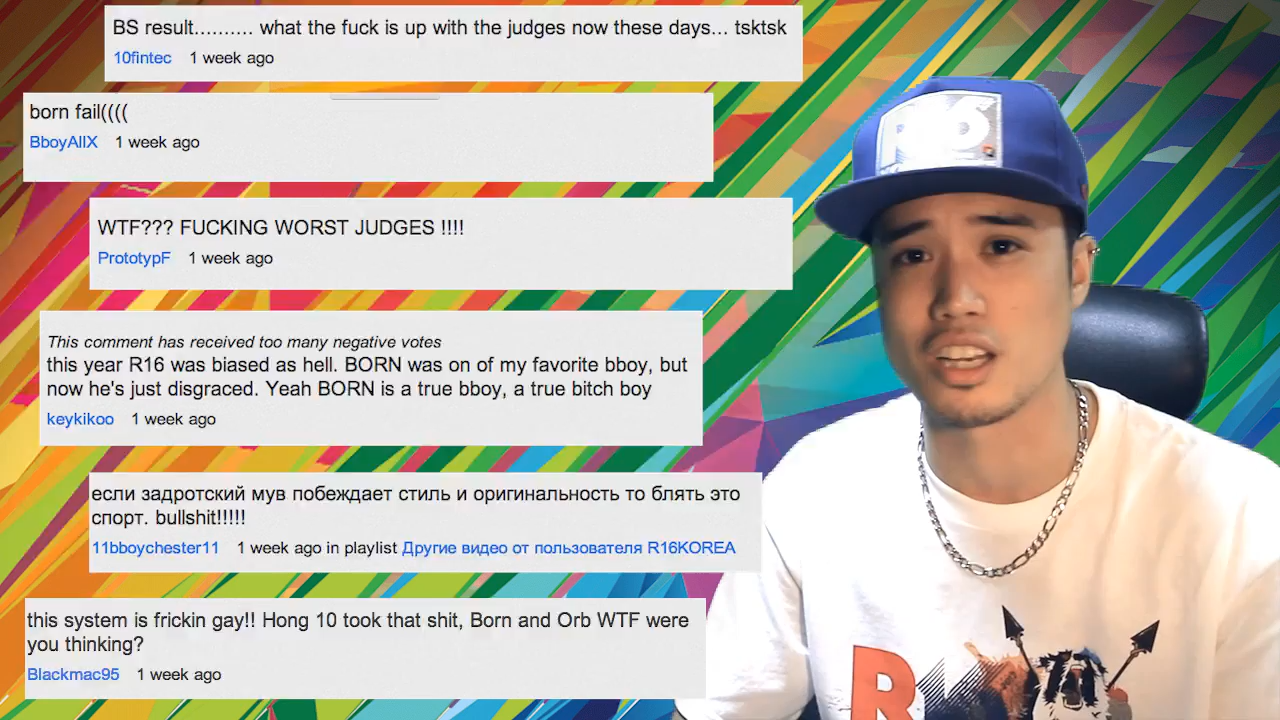 BS result.......... what the fuck is up with the judges now these days... tsktsk
10fintec 1 week ago
born fail((((
BboyAllX 1 week ago
WTF??? FUCKING WORST JUDGES !!!!
PrototypF 1 week ago
This comment has received too many negative votes
this year R16 was biased as hell. BORN was on of my favorite bboy, but
now he's just disgraced. Yeah BORN is a true bboy, a true bitch boy
keykikoo 1 week ago
если задротский мув побеждает стиль и оригинальность то блять это
спорт. bullshit!!!!!
11bboychester11 1 week ago in playlist Другие видео от пользователя R16KOREA
this system is frickin gay!! Hong 10 took that shit, Born and Orb WTF were
you thinking?
Blackmac95 1 week ago
R16
R